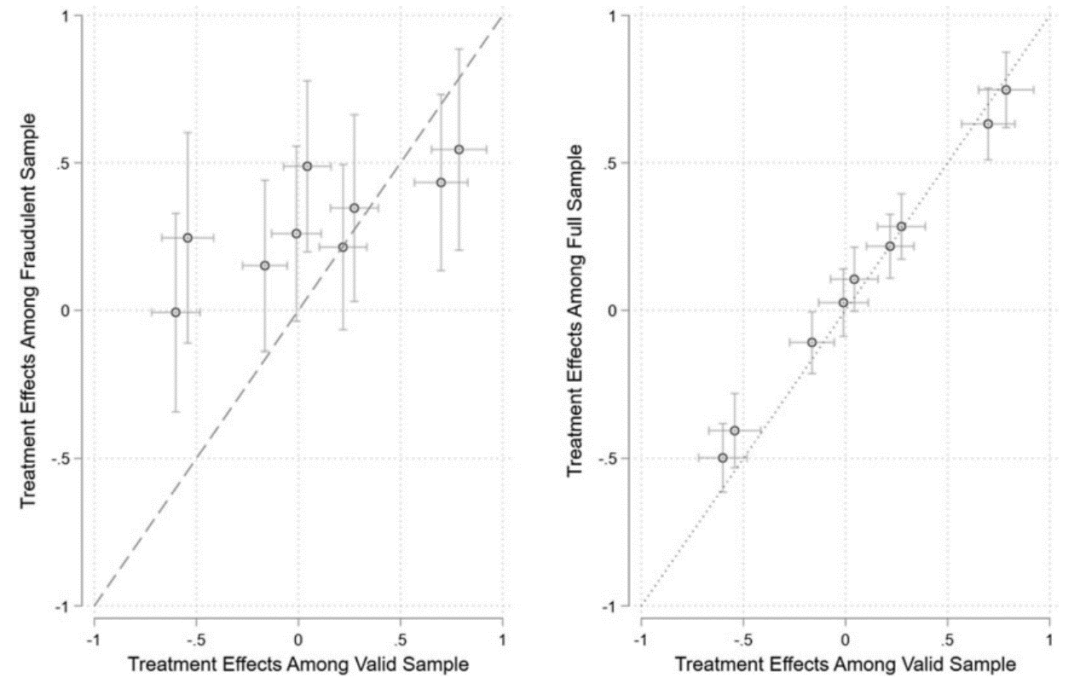 Treatment Effects Among Fraudulent Sample
1
.5
0
-.5
-1
-1 -.5 0 .5 1
Treatment Effects Among Valid Sample
Treatment Effects Among Full Sample
1
.5
0
-.5
-1
-1 -.5 0 .5 1
Treatment Effects Among Valid Sample